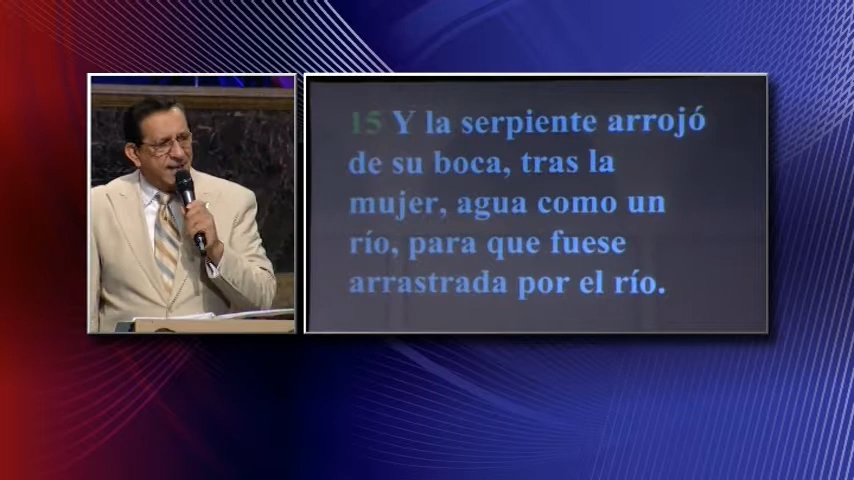 15 Y la serpiente arrojó
de su boca, tras la
mujer, agua como un
río, para que fuese
arrastrada por el río.